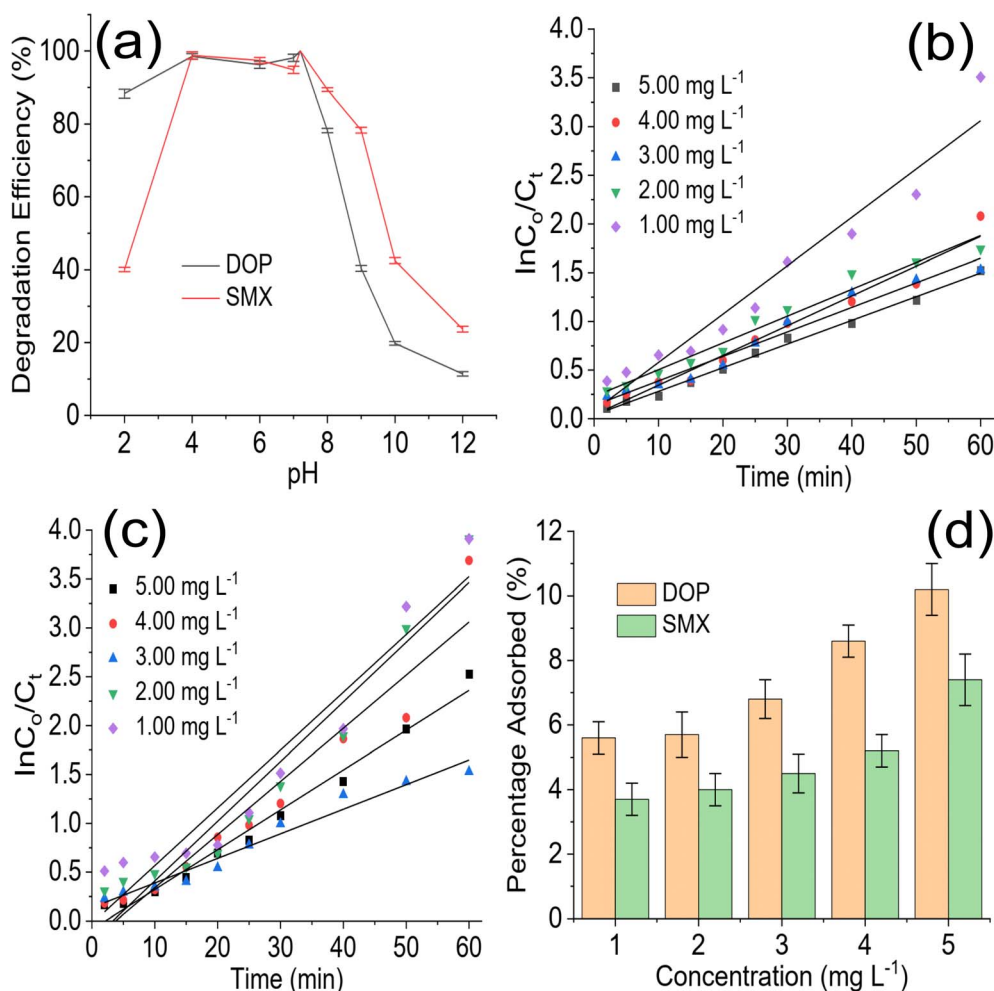 (a)
Degradation Efficiency (%)
100
80
60
40
20
0
DOP
SMX
2 4 6 8 10 12
pH
(b)
lnC₀/Cₜ
4.0
3.5
3.0
2.5
2.0
1.5
1.0
0.5
0.0
5.00 mg L⁻¹
4.00 mg L⁻¹
3.00 mg L⁻¹
2.00 mg L⁻¹
1.00 mg L⁻¹
0 10 20 30 40 50 60
Time (min)
(c)
lnC₀/Cₜ
4.0
3.5
3.0
2.5
2.0
1.5
1.0
0.5
0.0
5.00 mg L⁻¹
4.00 mg L⁻¹
3.00 mg L⁻¹
2.00 mg L⁻¹
1.00 mg L⁻¹
0 10 20 30 40 50 60
Time (min)
(d)
Percentage Adsorbed (%)
12
10
8
6
4
2
0
DOP
SMX
1 2 3 4 5
Concentration (mg L⁻¹)